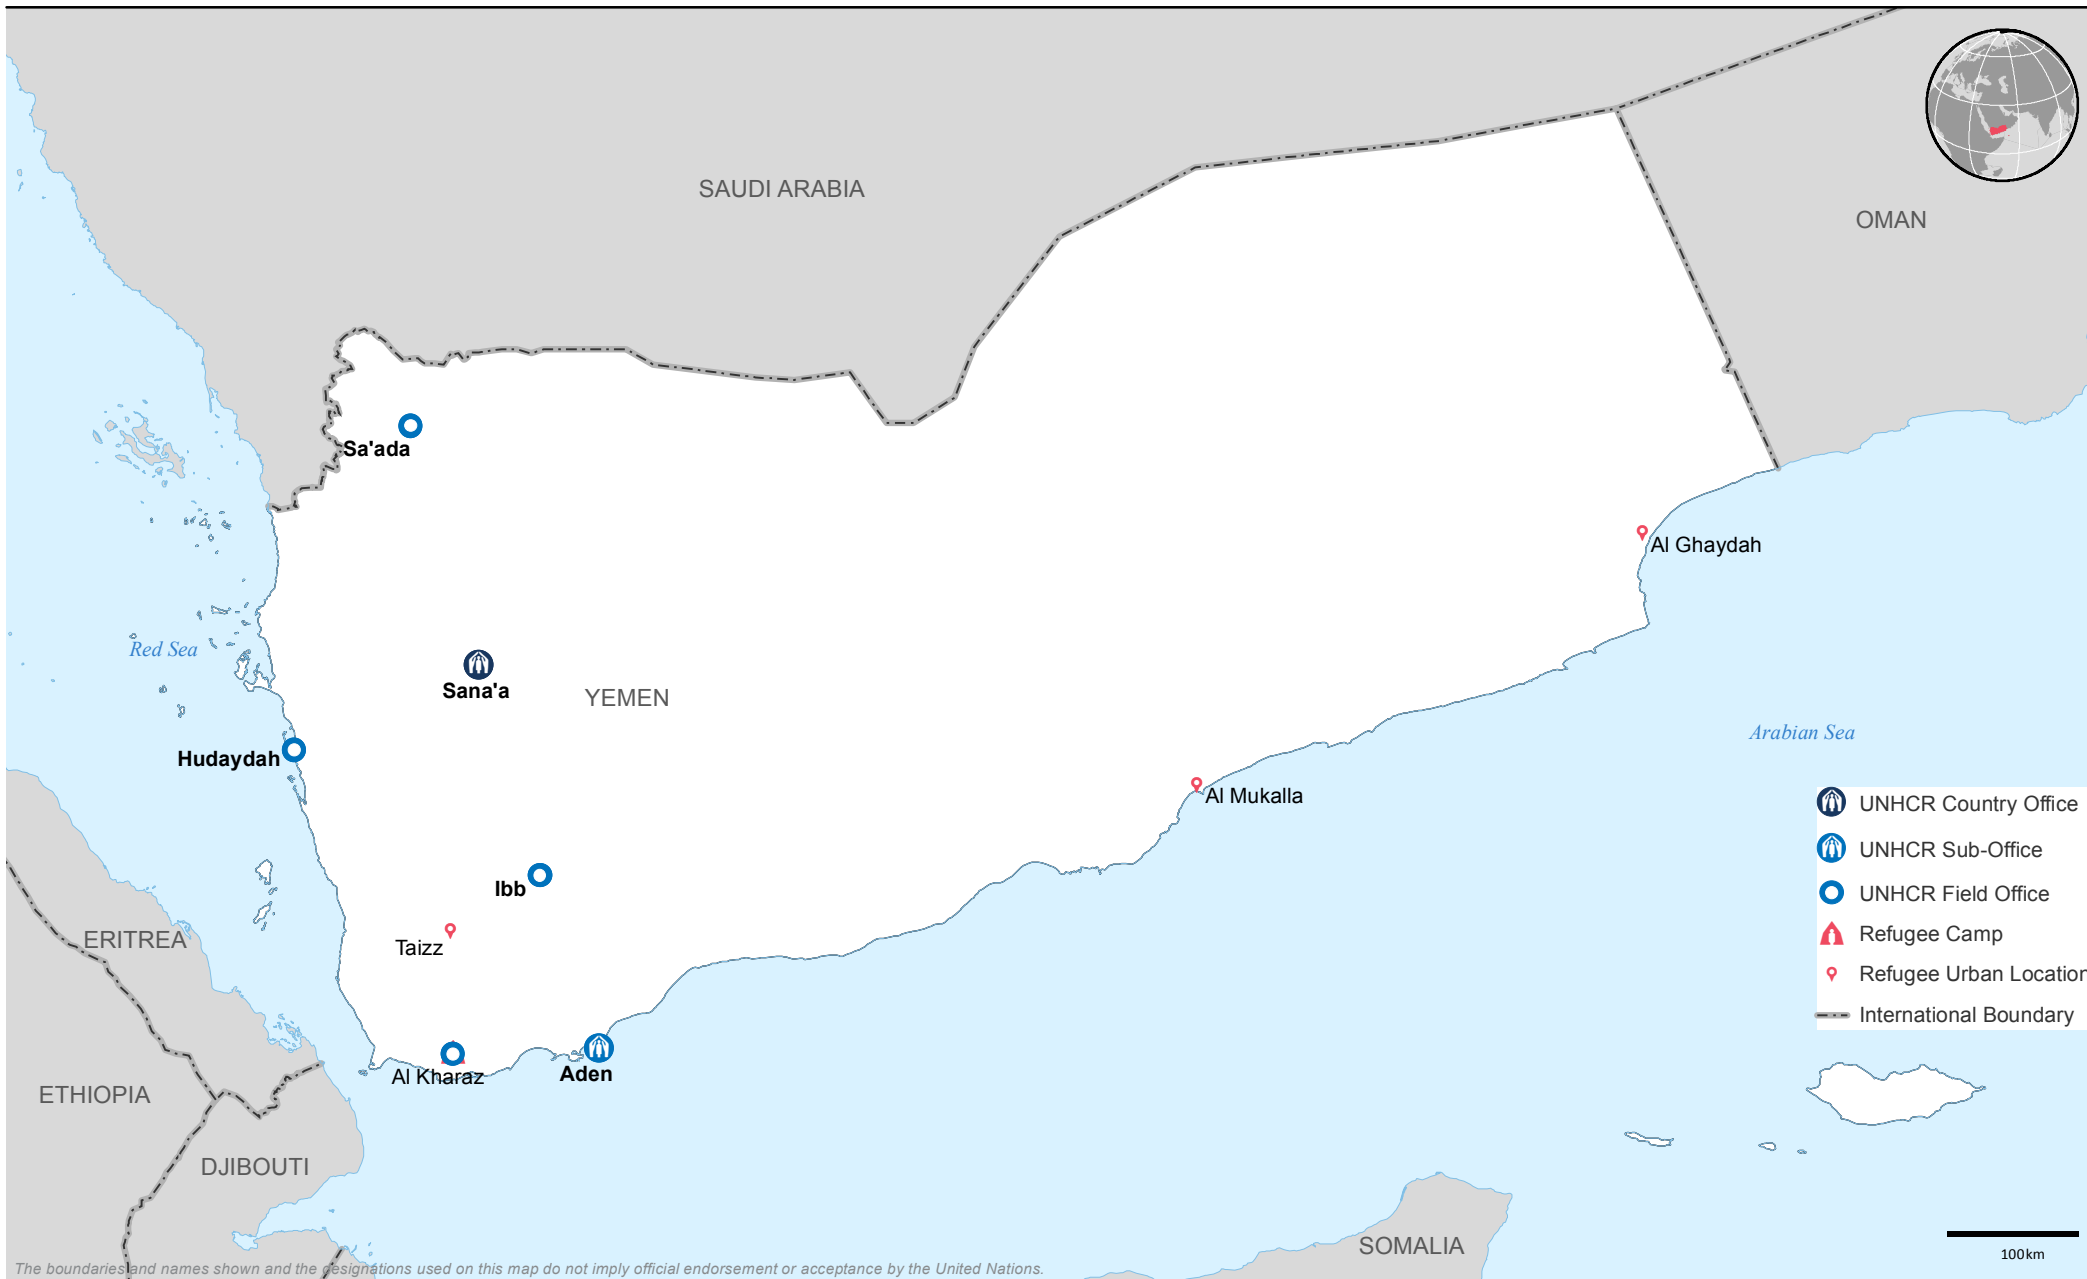 SAUDI ARABIA
OMAN
Sa'ada
Al Ghaydah
Red Sea
Sana'a
YEMEN
Arabian Sea
Hudaydah
Al Mukalla
UNHCR Country Office
UNHCR Sub-Office
UNHCR Field Office
Refugee Camp
Refugee Urban Location
International Boundary
Ibb
Taizz
ERITREA
Al Kharaz
Aden
ETHIOPIA
DJIBOUTI
SOMALIA
100km
The boundaries and names shown and the designations used on this map do not imply official endorsement or acceptance by the United Nations.